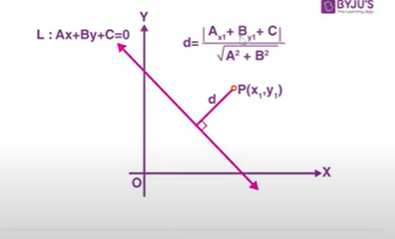 BYJU'S
The Learning App
Y
L : Ax+By+C=0
d= |Ax1+ By1+ C|
√A² + B²
P(x₁,y₁)
d
X
O